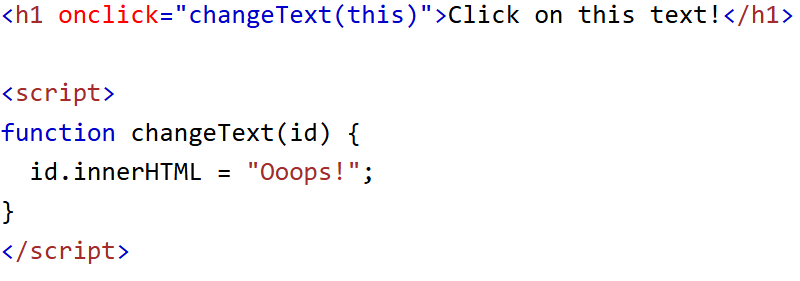 <h1 onclick="changeText(this)">Click on this text!</h1>
<script>
function changeText(id) {
id.innerHTML = "Ooops!";
}
</script>